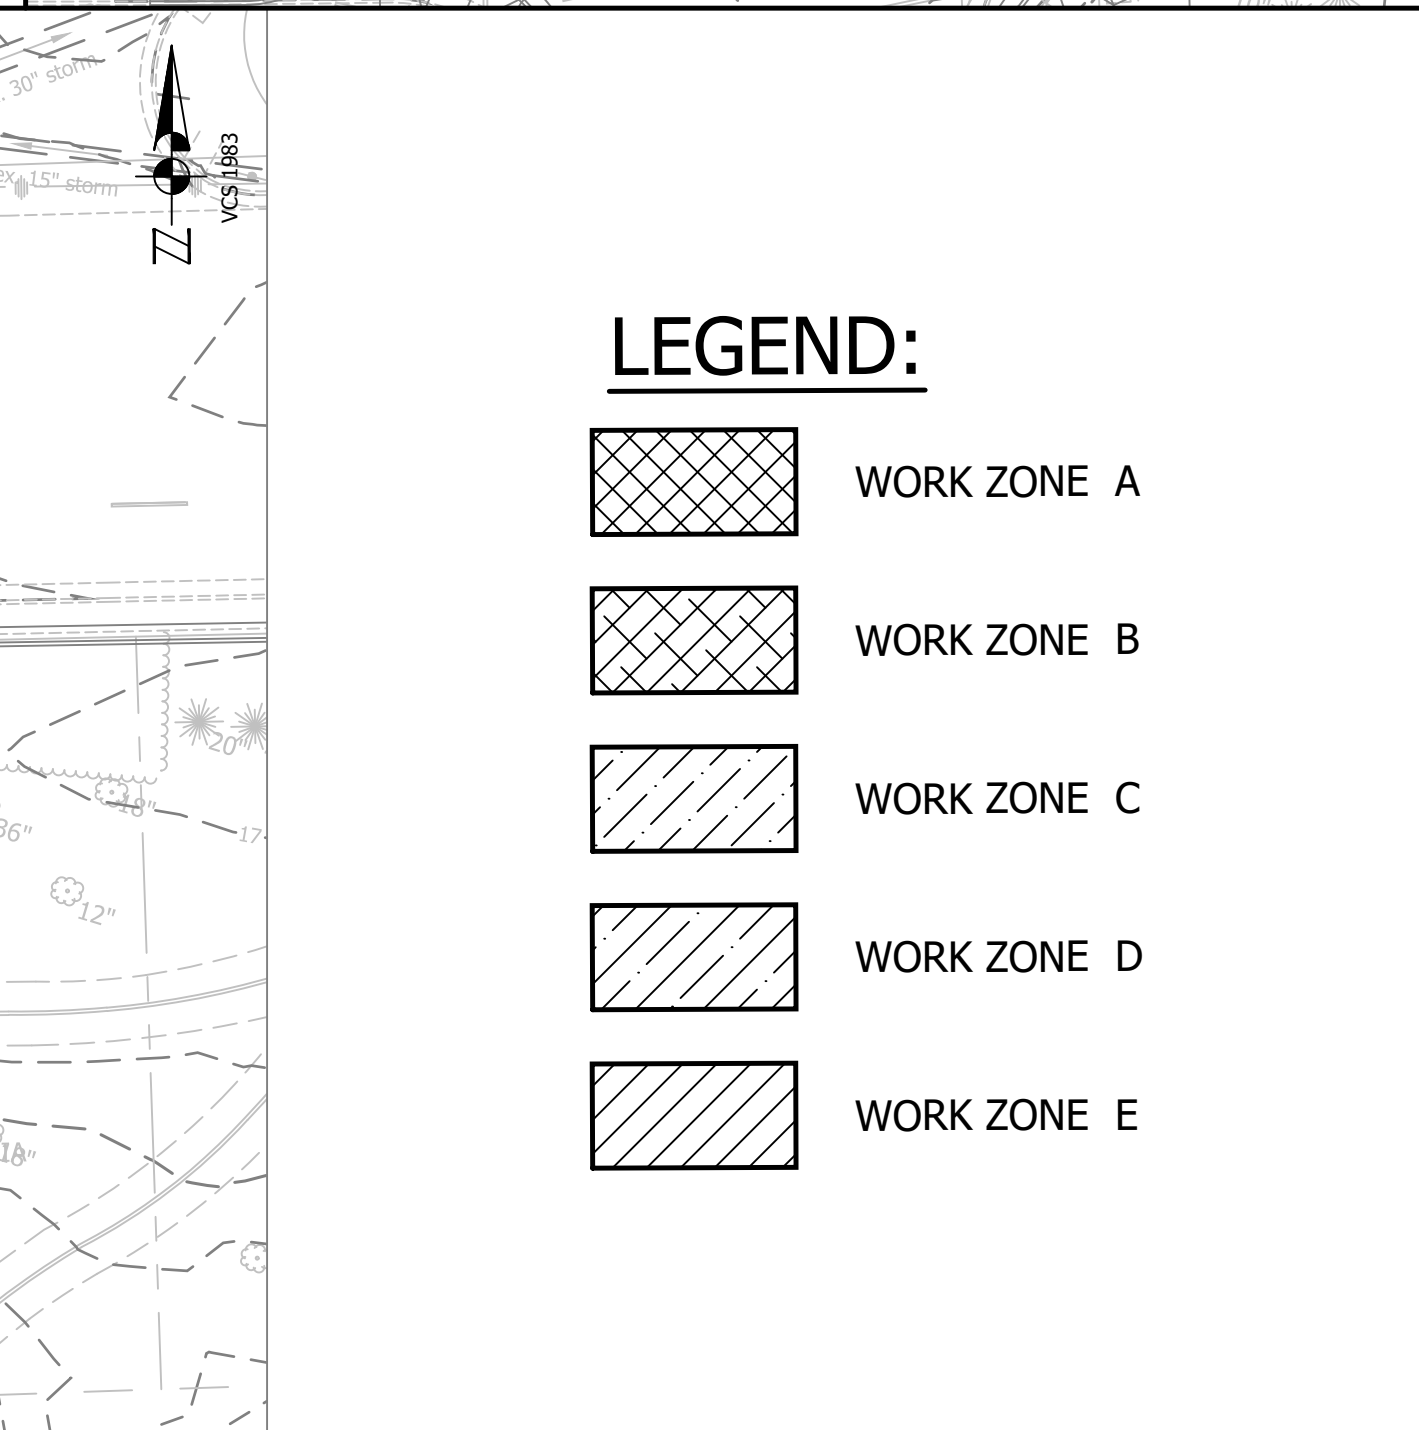 30" storm
VCS 1983
ex. 15" storm
LEGEND:
WORK ZONE A
WORK ZONE B
WORK ZONE C
WORK ZONE D
WORK ZONE E
20"
18"
36"
17
12"